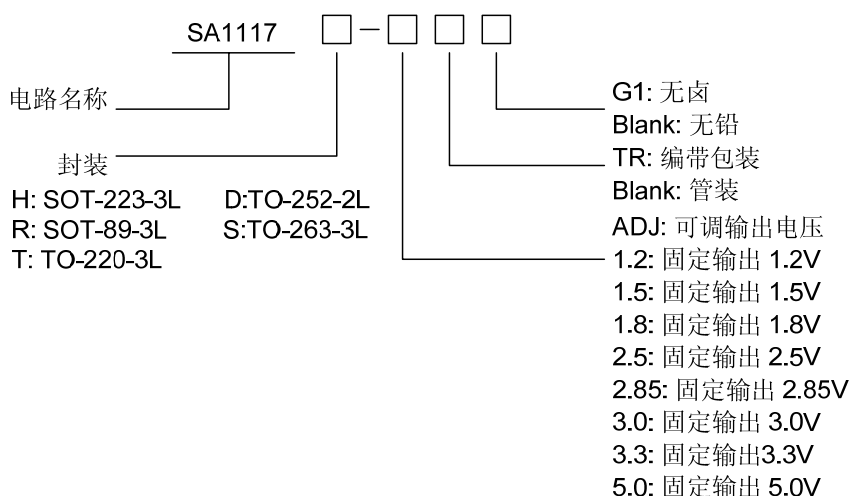 SA1117 □-□ □ □
电路名称
封装
H: SOT-223-3L D:TO-252-2L
R: SOT-89-3L S:TO-263-3L
T: TO-220-3L
G1: 无卤
Blank: 无铅
TR: 编带包装
Blank: 管装
ADJ: 可调输出电压
1.2: 固定输出 1.2V
1.5: 固定输出 1.5V
1.8: 固定输出 1.8V
2.5: 固定输出 2.5V
2.85: 固定输出 2.85V
3.0: 固定输出 3.0V
3.3: 固定输出3.3V
5.0: 固定输出 5.0V